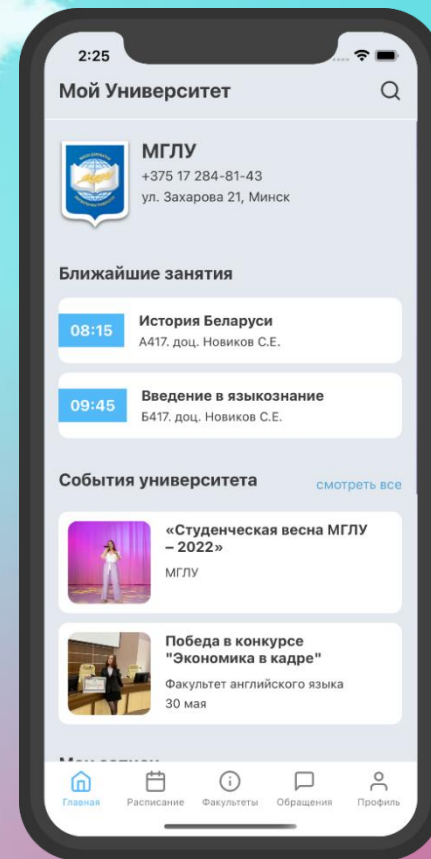 2:25
Мой Университет
МГЛУ
+375 17 284-81-43
ул. Захарова 21, Минск
Ближайшие занятия
08:15
История Беларуси
А417. доц. Новиков С.Е.
09:45
Введение в языкознание
Б417. доц. Новиков С.Е.
События университета
смотреть все
«Студенческая весна МГЛУ
– 2022»
МГЛУ
Победа в конкурсе
"Экономика в кадре"
Факультет английского языка
30 мая
Главная
Расписание
Факультеты
Обращения
Профиль